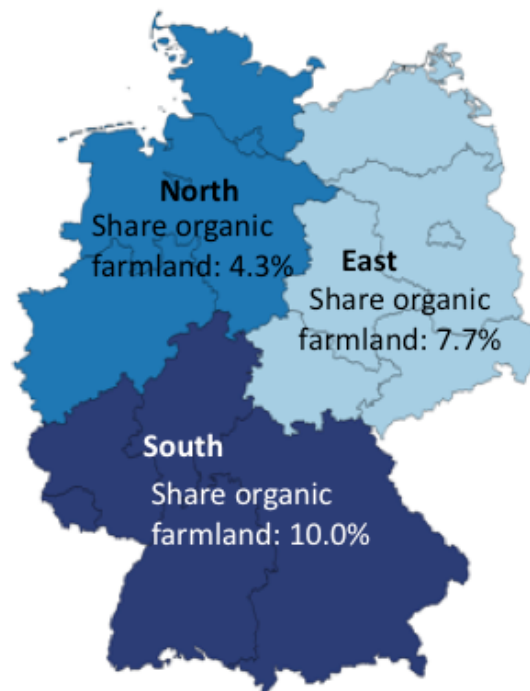 North
Share organic
farmland: 4.3%
East
Share organic
farmland: 7.7%
South
Share organic
farmland: 10.0%